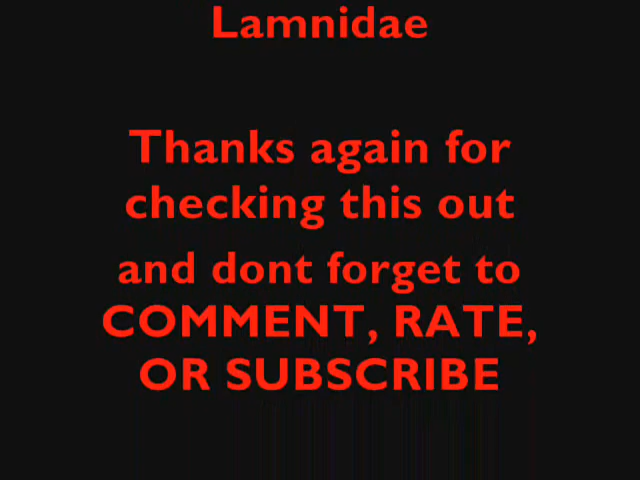 Lamnidae
Thanks again for
checking this out
and dont forget to
COMMENT, RATE,
OR SUBSCRIBE